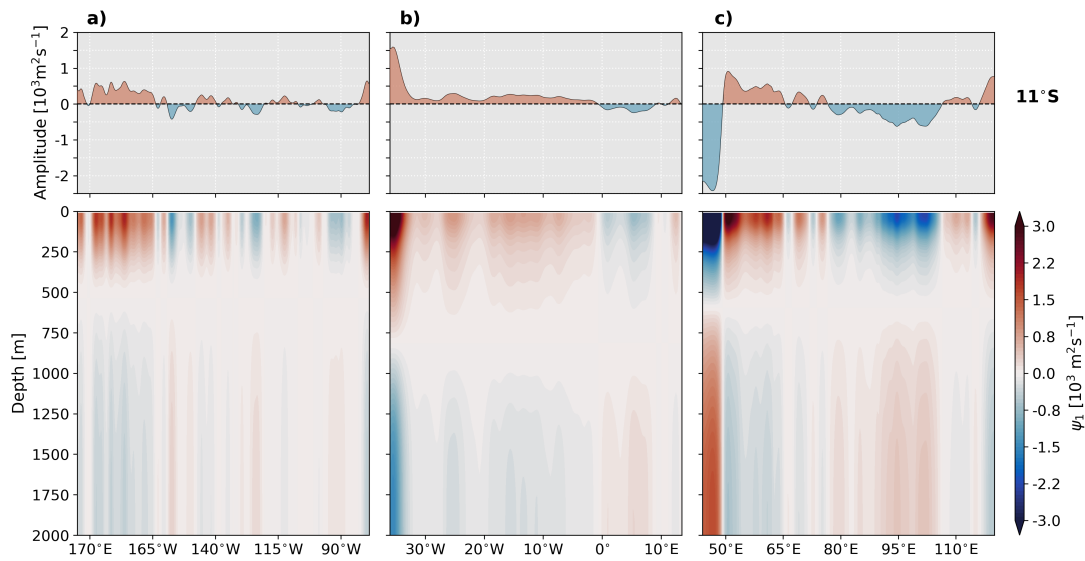 a)
b)
c)
Amplitude [10³m²s⁻¹]
2
1
0
-1
-2
11°S
Depth [m]
0
250
500
750
1000
1250
1500
1750
2000
170°E 165°W 140°W 115°W 90°W
30°W 20°W 10°W 0° 10°E
50°E 65°E 80°E 95°E 110°E
3.0
2.2
1.5
0.8
0.0
-0.8
-1.5
-2.2
-3.0
ψ₁ [10³ m²s⁻¹]